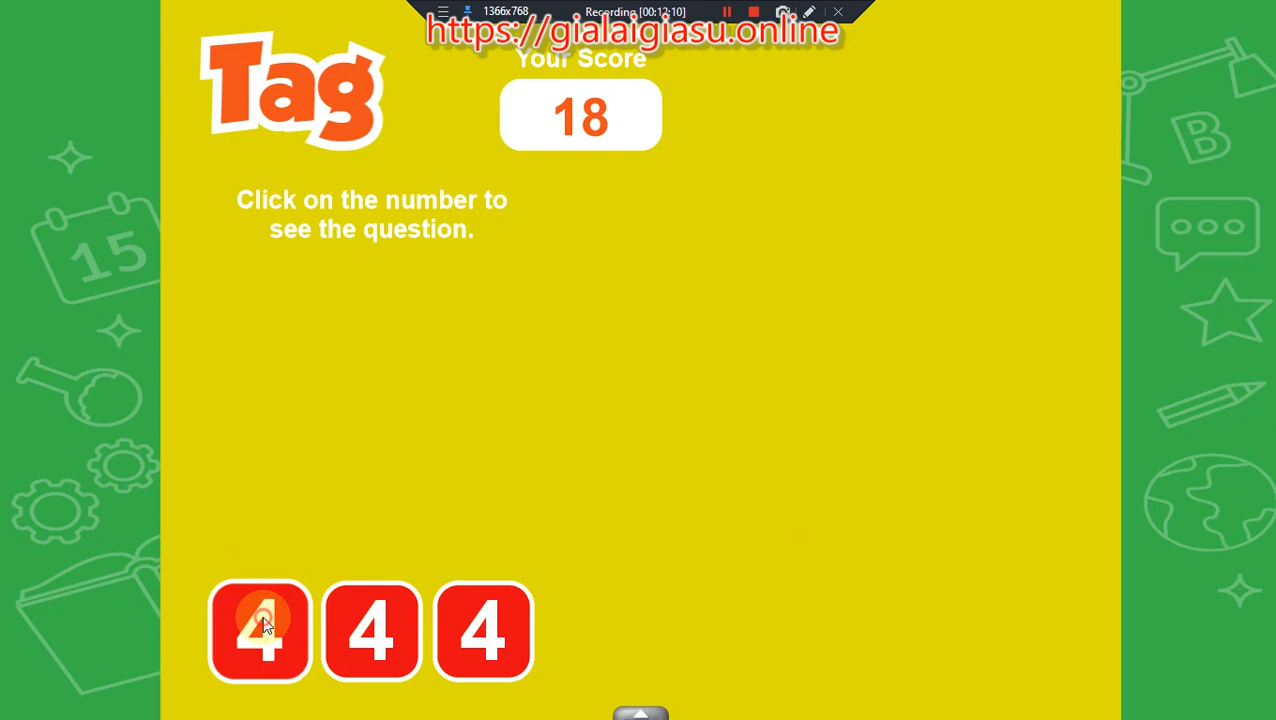 1366x768
Recording [00:12:10]
https://gialaigiasu.online
Tag
Your Score
18
Click on the number to
see the question.
15
B
4 4 4